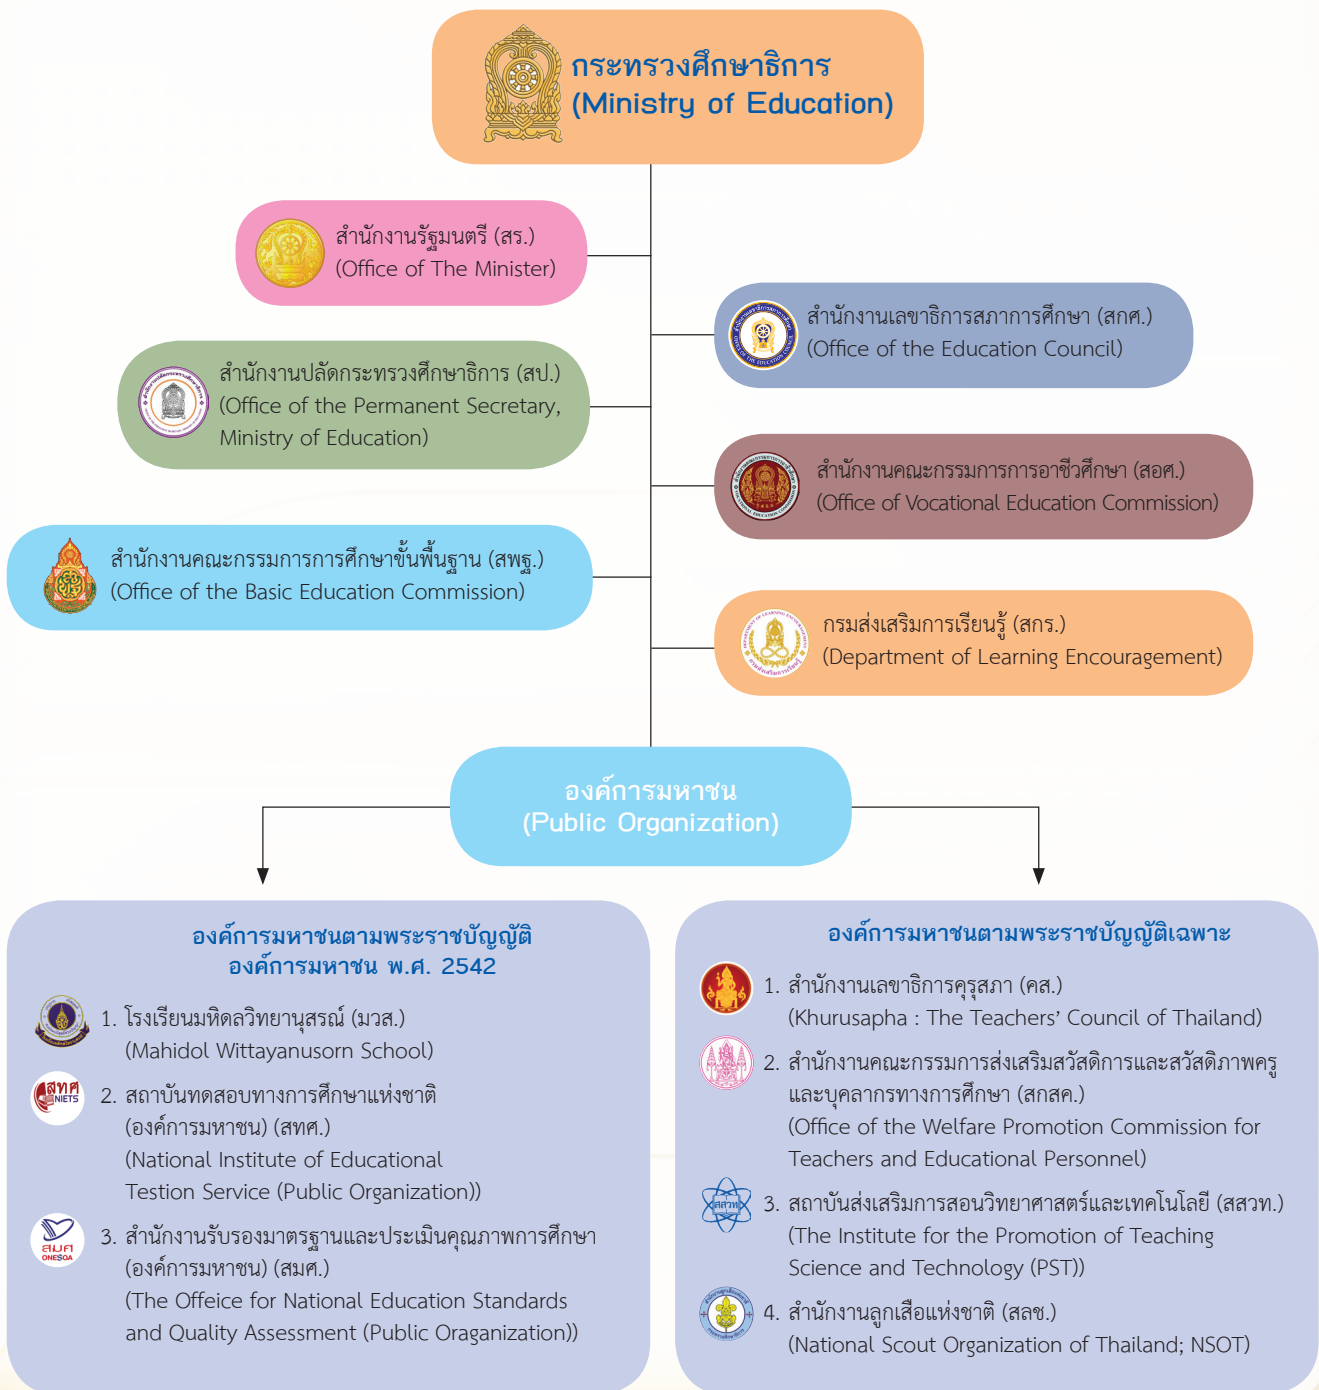 กระทรวงศึกษาธิการ
(Ministry of Education)
สำนักงานรัฐมนตรี (สร.)
(Office of The Minister)
สำนักงานเลขาธิการสภาการศึกษา (สกศ.)
(Office of the Education Council)
สำนักงานปลัดกระทรวงศึกษาธิการ (สป.)
(Office of the Permanent Secretary,
Ministry of Education)
สำนักงานคณะกรรมการการอาชีวศึกษา (สอศ.)
(Office of Vocational Education Commission)
สำนักงานคณะกรรมการการศึกษาขั้นพื้นฐาน (สพฐ.)
(Office of the Basic Education Commission)
กรมส่งเสริมการเรียนรู้ (สกร.)
(Department of Learning Encouragement)
องค์การมหาชน
(Public Organization)
องค์การมหาชนตามพระราชบัญญัติ
องค์การมหาชน พ.ศ. 2542
1. โรงเรียนมหิดลวิทยานุสรณ์ (มวส.)
(Mahidol Wittayanusorn School)
สทศ
NIETS
2. สถาบันทดสอบทางการศึกษาแห่งชาติ
(องค์การมหาชน) (สทศ.)
(National Institute of Educational
Testion Service (Public Organization))
สมศ
ONESQA
3. สำนักงานรับรองมาตรฐานและประเมินคุณภาพการศึกษา
(องค์การมหาชน) (สมศ.)
(The Offeice for National Education Standards
and Quality Assessment (Public Oraganization))
องค์การมหาชนตามพระราชบัญญัติเฉพาะ
1. สำนักงานเลขาธิการคุรุสภา (คส.)
(Khurusapha : The Teachers' Council of Thailand)
2. สำนักงานคณะกรรมการส่งเสริมสวัสดิการและสวัสดิภาพครู
และบุคลากรทางการศึกษา (สกสค.)
(Office of the Welfare Promotion Commission for
Teachers and Educational Personnel)
สสวท
3. สถาบันส่งเสริมการสอนวิทยาศาสตร์และเทคโนโลยี (สสวท.)
(The Institute for the Promotion of Teaching
Science and Technology (PST))
4. สำนักงานลูกเสือแห่งชาติ (สลช.)
(National Scout Organization of Thailand; NSOT)